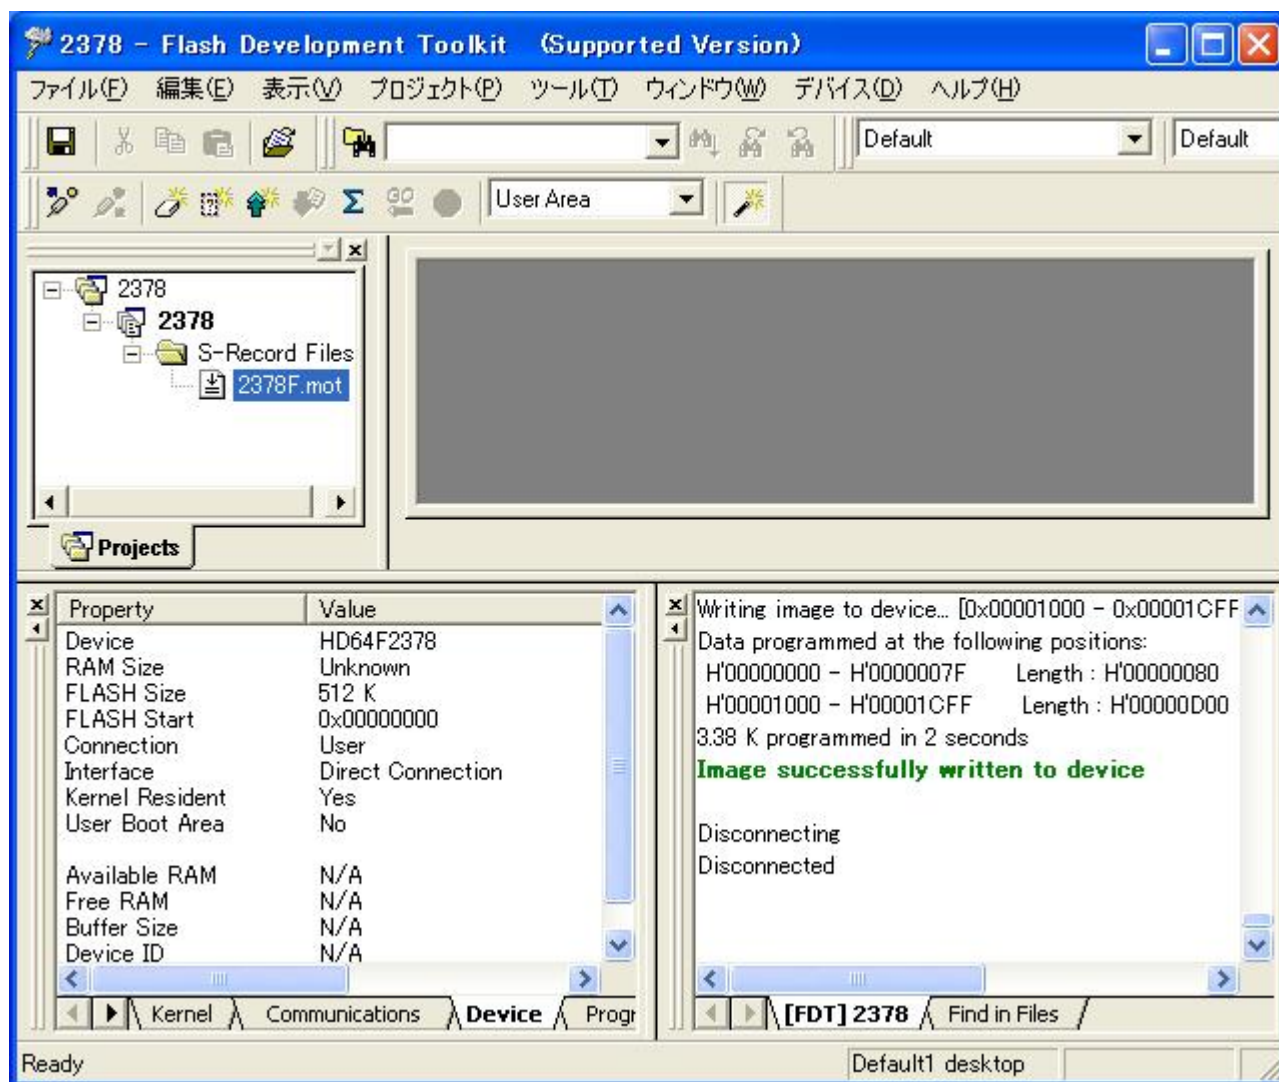 2378 - Flash Development Toolkit (Supported Version)
ファイル(F) 編集(E) 表示(V) プロジェクト(P) ツール(T) ウィンドウ(W) デバイス(D) ヘルプ(H)
Default Default
GO User Area
2378
2378
S-Record Files
2378F.mot
Projects
Property Value
Device HD64F2378
RAM Size Unknown
FLASH Size 512 K
FLASH Start 0x00000000
Connection User
Interface Direct Connection
Kernel Resident Yes
User Boot Area No
Available RAM N/A
Free RAM N/A
Buffer Size N/A
Device ID N/A
Kernel Communications Device Progr
Writing image to device... [0x00001000 - 0x00001CFF
Data programmed at the following positions:
H'00000000 - H'0000007F Length : H'00000080
H'00001000 - H'00001CFF Length : H'00000D00
3.38 K programmed in 2 seconds
Image successfully written to device
Disconnecting
Disconnected
[FDT] 2378 Find in Files
Ready Default1 desktop